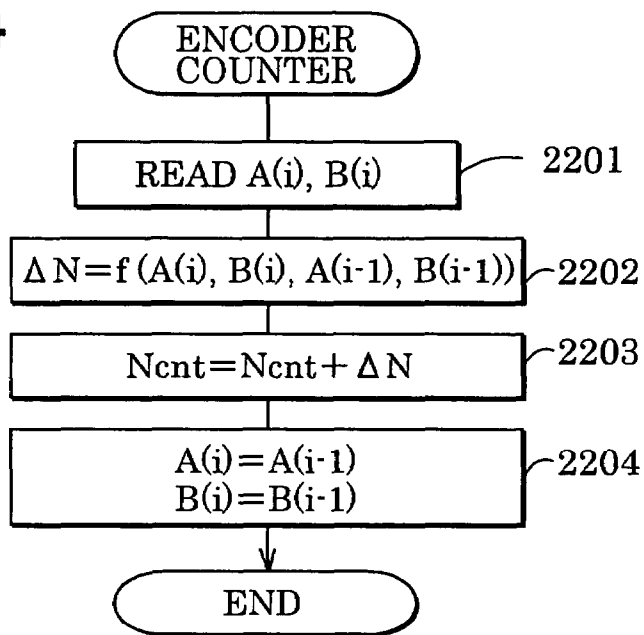 ENCODER
COUNTER
READ A(i), B(i)
2201
ΔN=f(A(i), B(i), A(i-1), B(i-1))
2202
Ncnt=Ncnt+ΔN
2203
A(i)=A(i-1)
B(i)=B(i-1)
2204
END